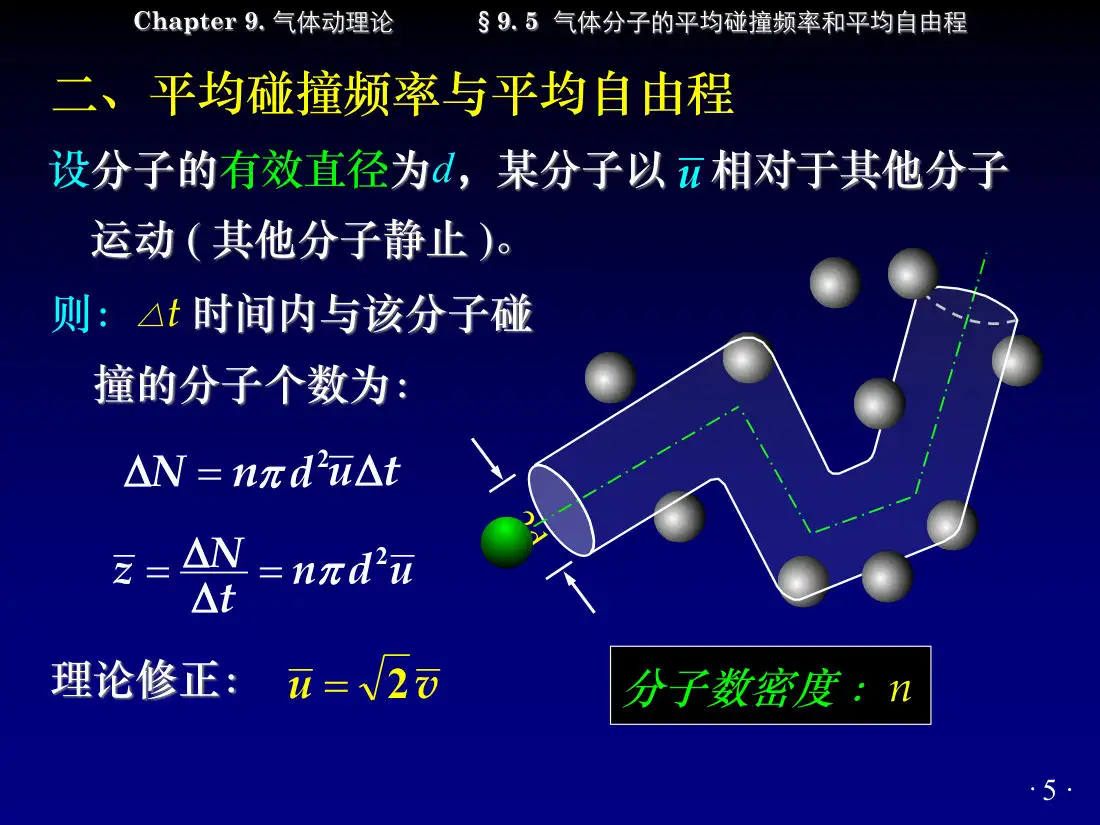 Chapter 9. 气体动理论 §9. 5 气体分子的平均碰撞频率和平均自由程
二、平均碰撞频率与平均自由程
设分子的有效直径为d，某分子以 u̅ 相对于其他分子
运动 ( 其他分子静止 )。
则：△t 时间内与该分子碰
撞的分子个数为：
ΔN = nπd²u̅Δt
z̅ = ΔN/Δt = nπd²u̅
理论修正： u̅ = √2 v̅
分子数密度 : n
· 5 ·